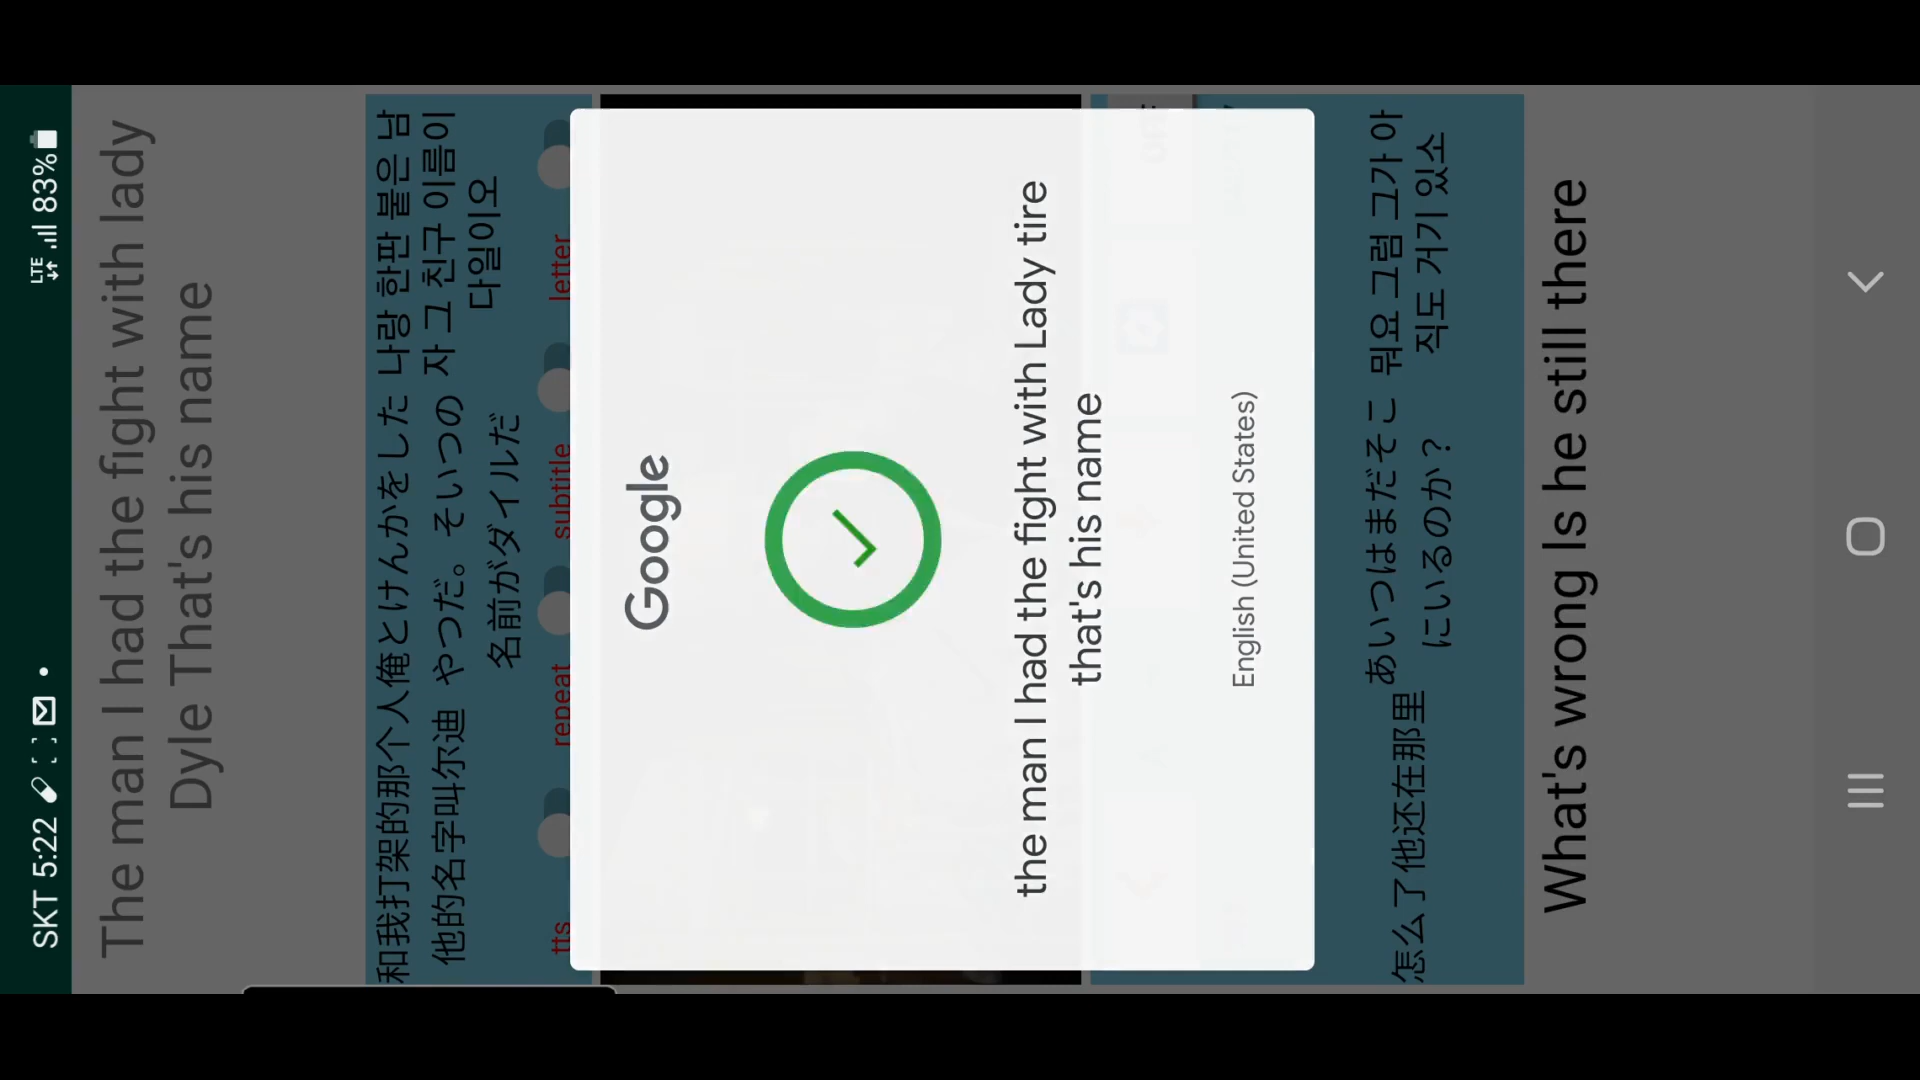 SKT 5:22
LTE 83%
The man I had the fight with lady
Dyle That's his name
和我打架的那个人
他的名字叫尔迪
俺とけんかをした
やつだ。そいつの
名前がダイルだ
나랑 한판 붙은 남
자 그 친구 이름이
다일이요
tts
repeat
subtitle
letter
Google
the man I had the fight with Lady tire
that's his name
English (United States)
怎么了他还在那里
あいつはまだそこ
にいるのか？
뭐요 그럼 그가 아
직도 거기 있소
What's wrong Is he still there